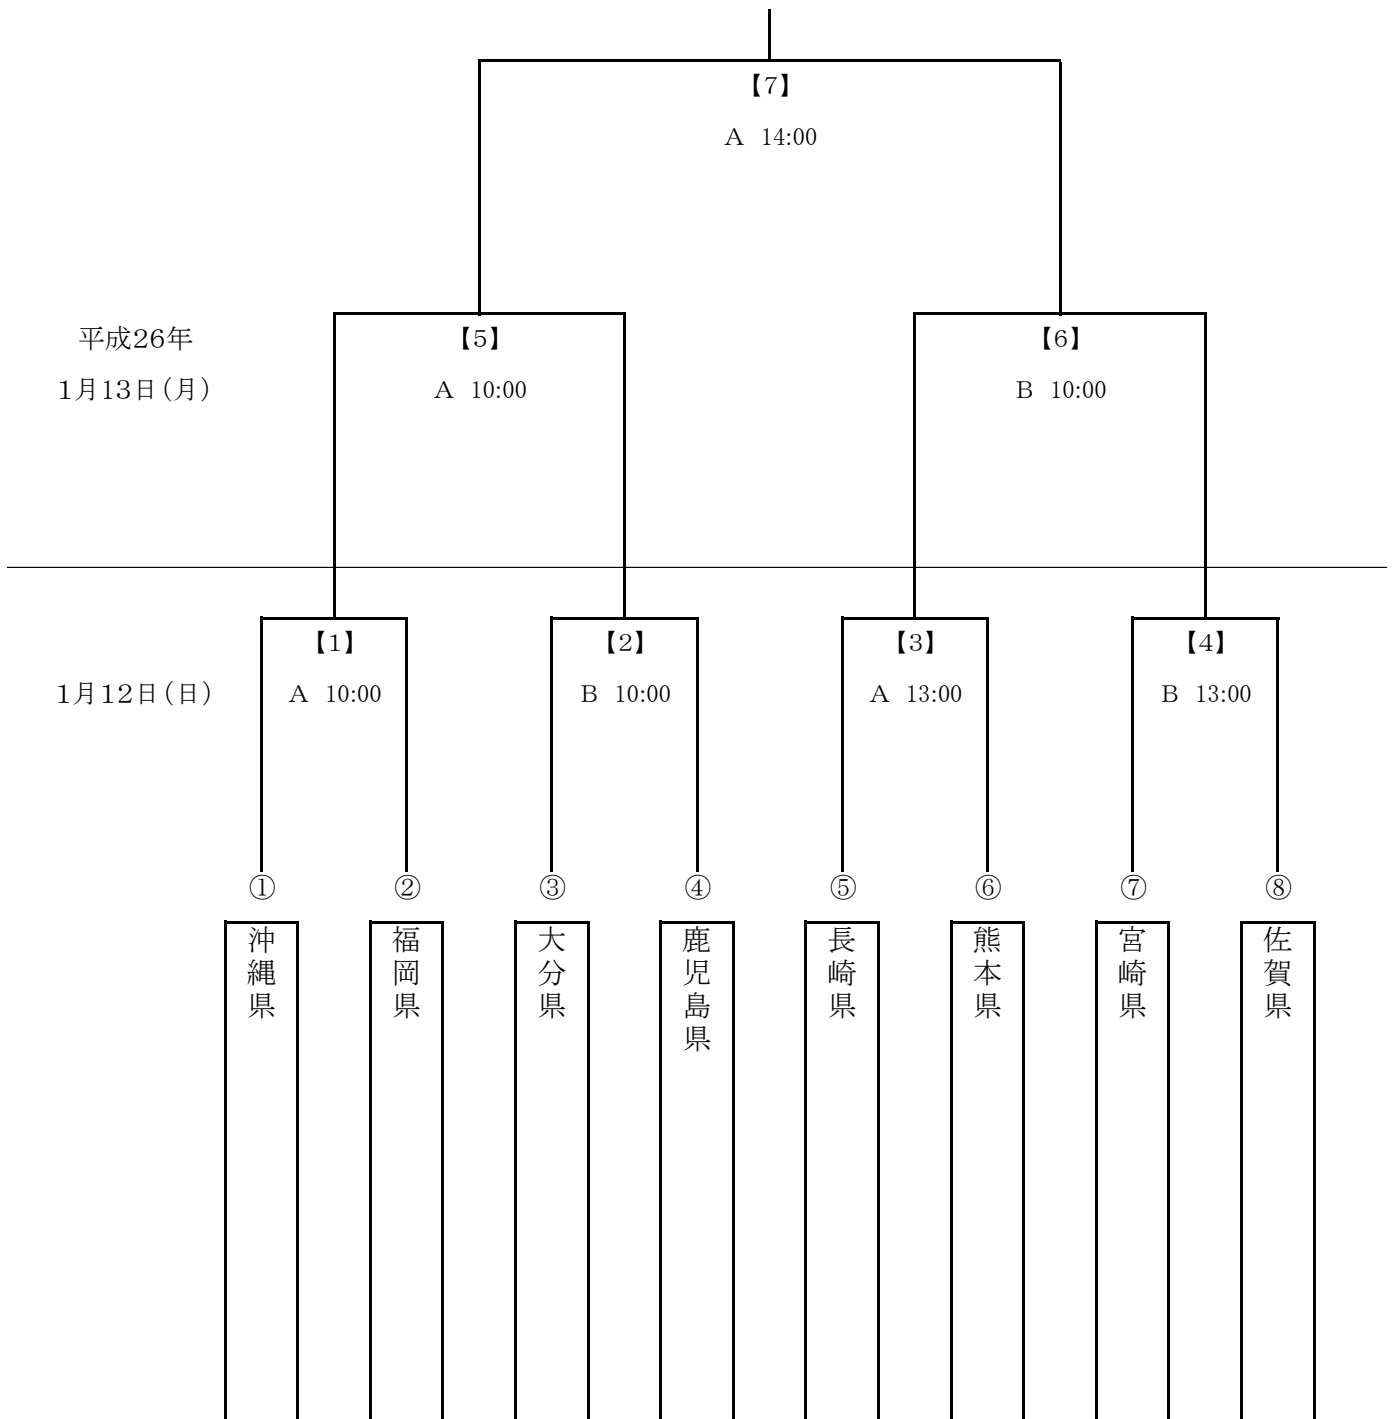 【7】
A 14:00
平成26年
【5】
【6】
1月13日(月)
A 10:00
B 10:00
【1】
【2】
【3】
【4】
1月12日(日)
A 10:00
B 10:00
A 13:00
B 13:00
①
②
③
④
⑤
⑥
⑦
⑧
沖縄県
福岡県
大分県
鹿児島県
長崎県
熊本県
宮崎県
佐賀県